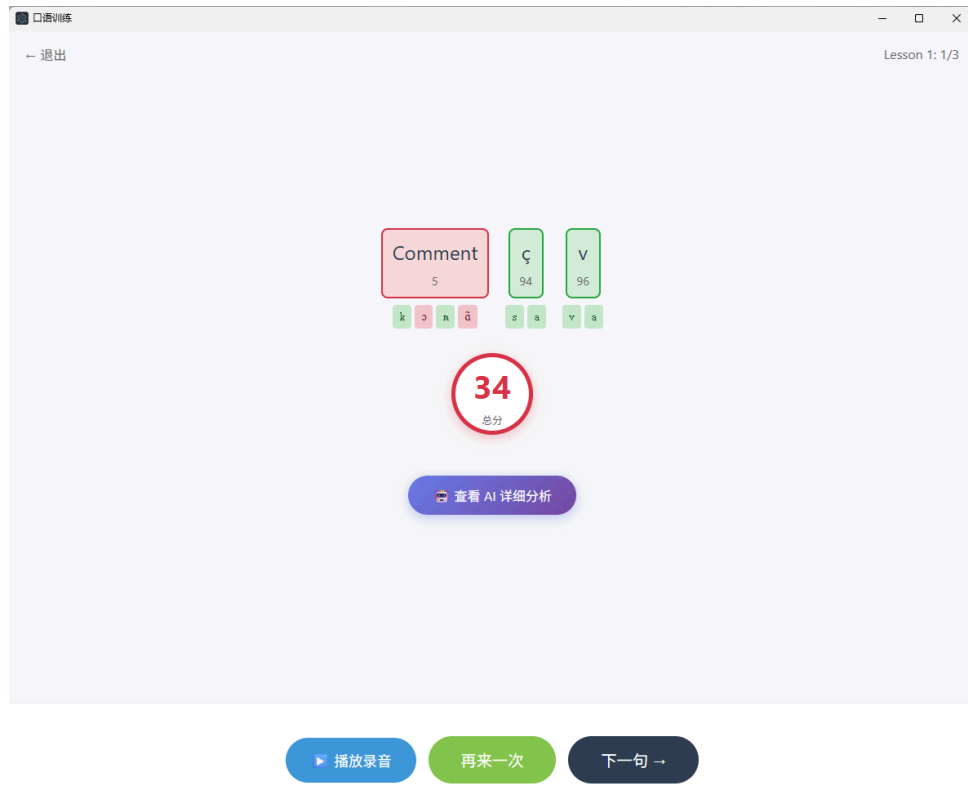 口语训练
← 退出
Lesson 1: 1/3
Comment ç v
5 94 96
k ɔ m ɑ̃ s a v a
34
总分
查看 AI 详细分析
播放录音 再来一次 下一句 →